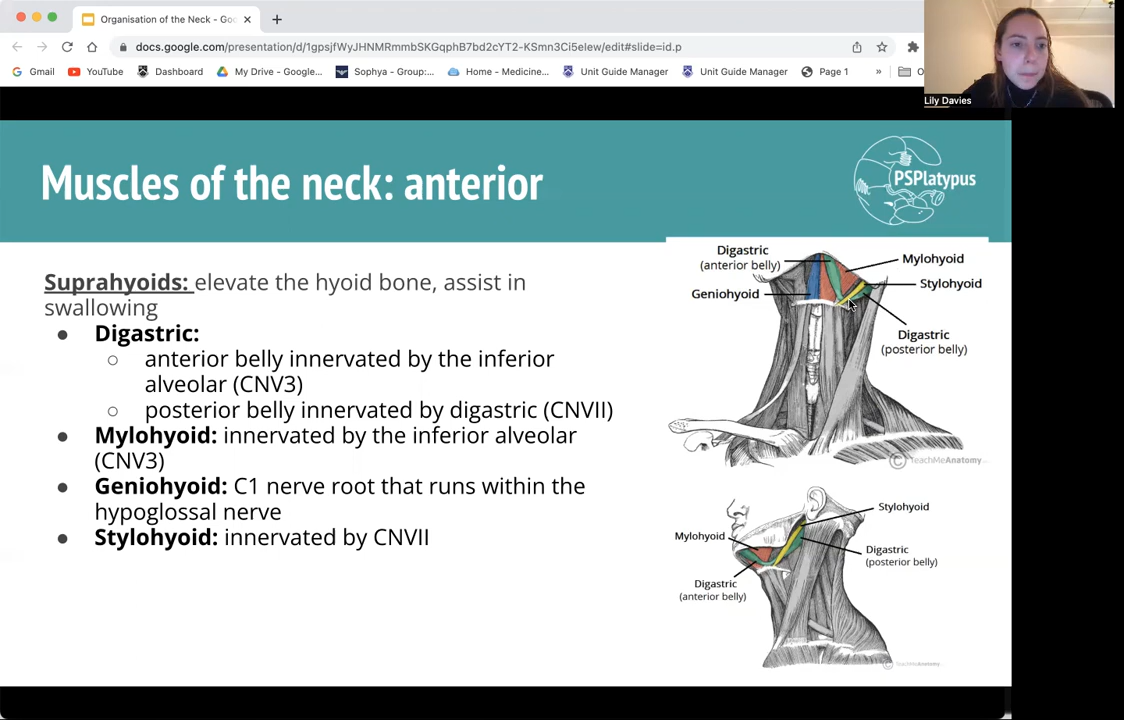 Organisation of the Neck - Goo
docs.google.com/presentation/d/1gpsjfWyJHNMRmmbSKGqphB7bd2cYT2-KSmn3Ci5eIew/edit#slide=id.p
Gmail YouTube Dashboard My Drive - Google... Sophya - Group:... Home - Medicine... Unit Guide Manager Unit Guide Manager Page 1 » O
Lily Davies
Muscles of the neck: anterior
PSPlatypus
Suprahyoids: elevate the hyoid bone, assist in
swallowing
● Digastric:
○ anterior belly innervated by the inferior
alveolar (CNV3)
○ posterior belly innervated by digastric (CNVII)
● Mylohyoid: innervated by the inferior alveolar
(CNV3)
● Geniohyoid: C1 nerve root that runs within the
hypoglossal nerve
● Stylohyoid: innervated by CNVII
Digastric
(anterior belly)
Mylohyoid
Stylohyoid
Geniohyoid
Digastric
(posterior belly)
© TeachMeAnatomy
Stylohyoid
Mylohyoid
Digastric
(posterior belly)
Digastric
(anterior belly)
© TeachMeAnatomy